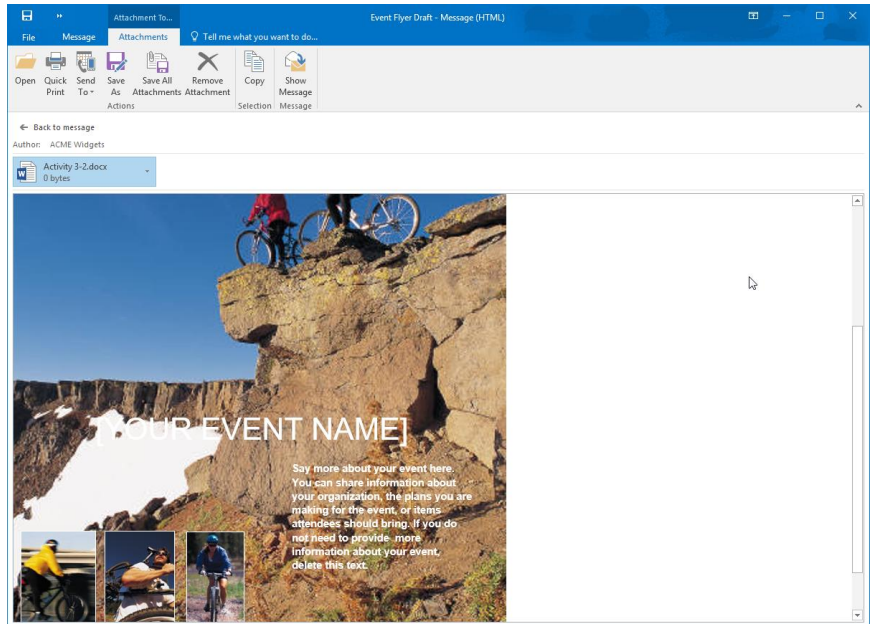 Attachment To...
Event Flyer Draft - Message (HTML)
File Message Attachments Tell me what you want to do...
Open
Quick Print
Send To
Save As
Save All Attachments
Remove Attachment
Copy
Show Message
Actions Selection Message
Back to message
Author: ACME Widgets
Activity 3-2.docx
0 bytes
[YOUR EVENT NAME]
Say more about your event here.
You can share information about
your organization, the plans you are
making for the event, or items
attendees should bring. If you do
not need to provide more
information about your event,
delete this text.